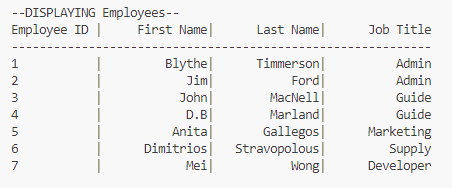 --DISPLAYING Employees--
Employee ID | First Name| Last Name| Job Title
------------------------------------------------------------
1 | Blythe| Timmerson| Admin
2 | Jim| Ford| Admin
3 | John| MacNell| Guide
4 | D.B| Marland| Guide
5 | Anita| Gallegos| Marketing
6 | Dimitrios| Stravopolous| Supply
7 | Mei| Wong| Developer